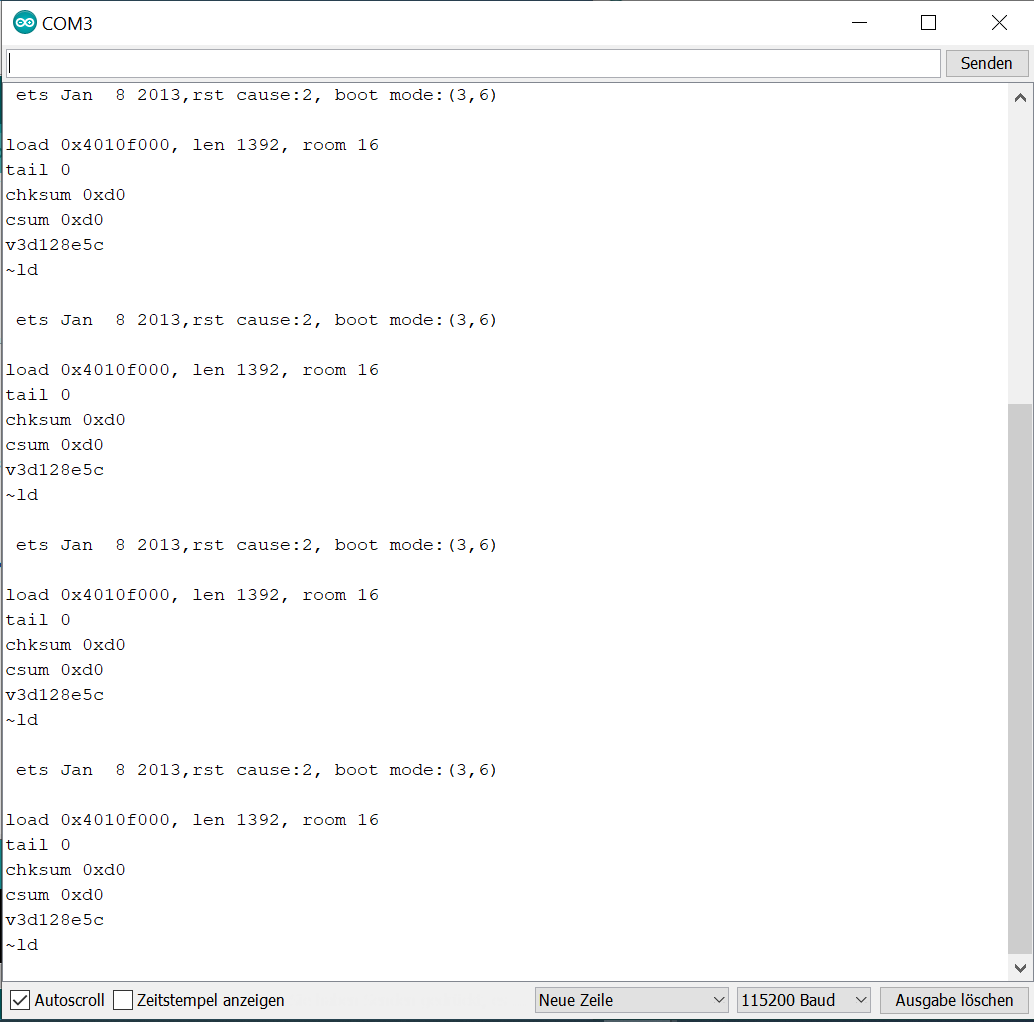 COM3
Senden
ets Jan  8 2013,rst cause:2, boot mode:(3,6)
load 0x4010f000, len 1392, room 16
tail 0
chksum 0xd0
csum 0xd0
v3d128e5c
~ld
ets Jan  8 2013,rst cause:2, boot mode:(3,6)
load 0x4010f000, len 1392, room 16
tail 0
chksum 0xd0
csum 0xd0
v3d128e5c
~ld
ets Jan  8 2013,rst cause:2, boot mode:(3,6)
load 0x4010f000, len 1392, room 16
tail 0
chksum 0xd0
csum 0xd0
v3d128e5c
~ld
ets Jan  8 2013,rst cause:2, boot mode:(3,6)
load 0x4010f000, len 1392, room 16
tail 0
chksum 0xd0
csum 0xd0
v3d128e5c
~ld
Autoscroll Zeitstempel anzeigen Neue Zeile 115200 Baud Ausgabe löschen